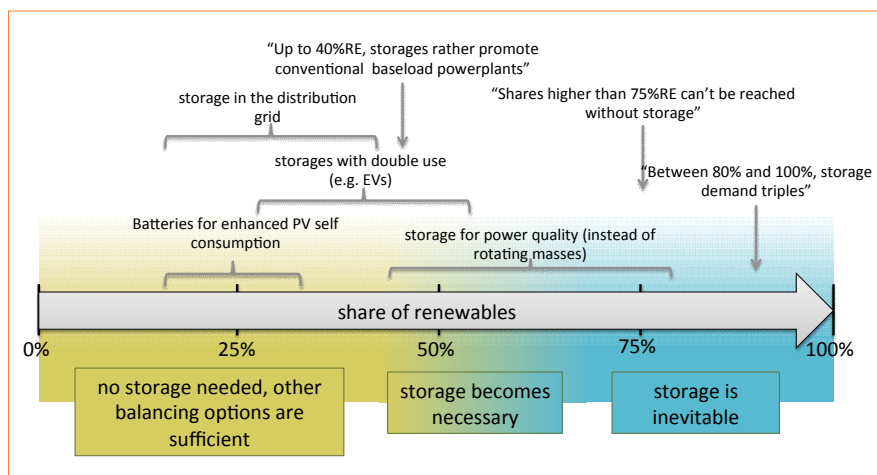 “Up to 40%RE, storages rather promote
conventional baseload powerplants”
storage in the distribution
grid
“Shares higher than 75%RE can’t be reached
without storage”
storages with double use
(e.g. EVs)
“Between 80% and 100%, storage
demand triples”
Batteries for enhanced PV self
consumption
storage for power quality (instead of
rotating masses)
share of renewables
0%
25%
50%
75%
100%
no storage needed, other
balancing options are
sufficient
storage becomes
necessary
storage is
inevitable